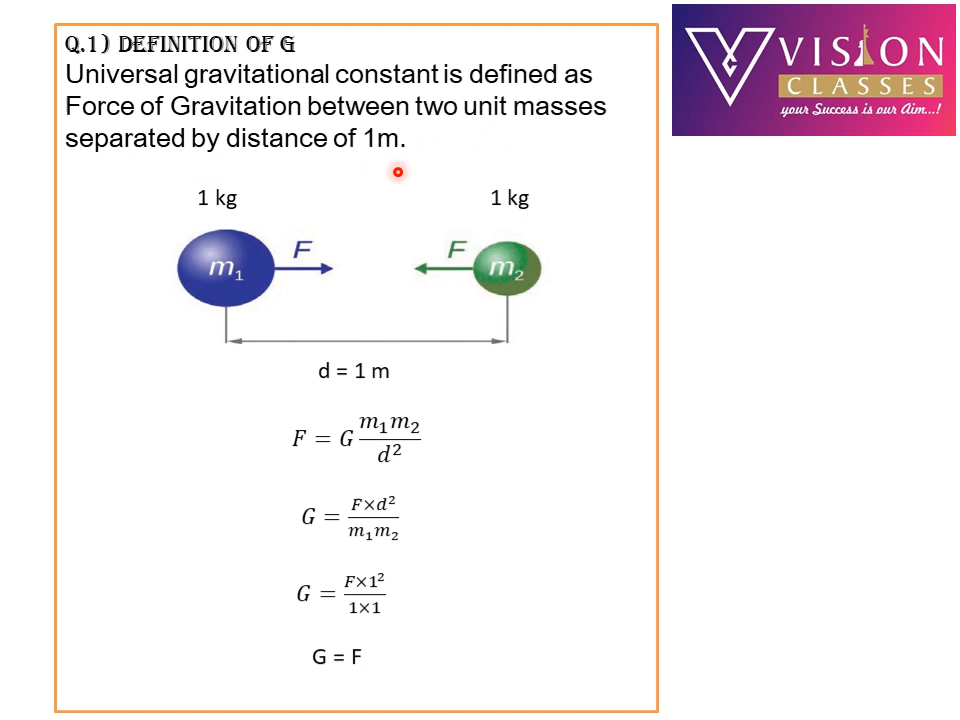 Q.1) DEFINITION OF G
Universal gravitational constant is defined as
Force of Gravitation between two unit masses
separated by distance of 1m.
1 kg
1 kg
F
F
m₁
m₂
d = 1 m
F = G m₁m₂/d²
G = F×d²/m₁m₂
G = F×1²/1×1
G = F
VISION
CLASSES
your Success is our Aim...!